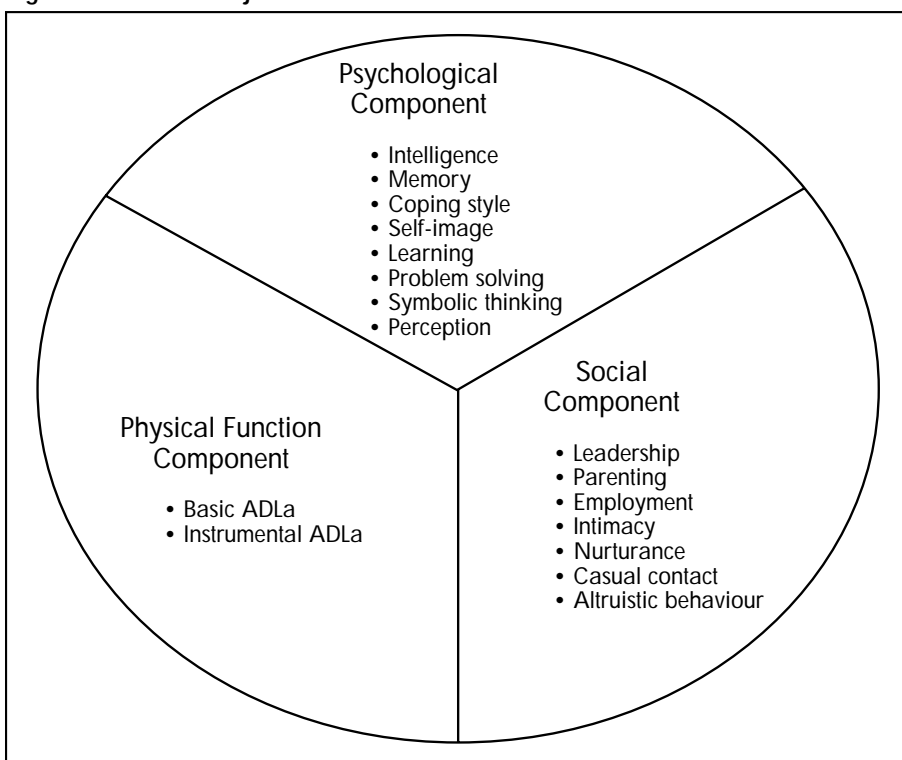 Psychological
Component
• Intelligence
• Memory
• Coping style
• Self-image
• Learning
• Problem solving
• Symbolic thinking
• Perception
Physical Function
Component
• Basic ADLa
• Instrumental ADLa
Social
Component
• Leadership
• Parenting
• Employment
• Intimacy
• Nurturance
• Casual contact
• Altruistic behaviour